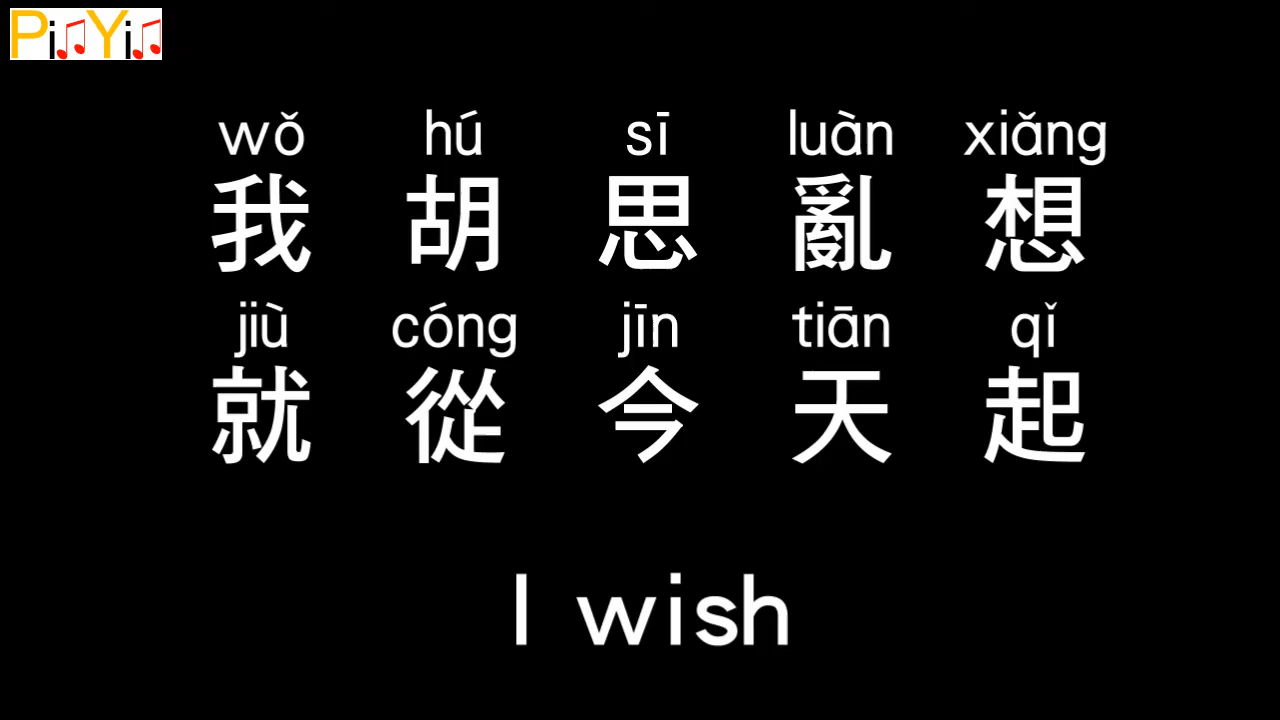 PinYin
wǒ hú sī luàn xiǎng
我 胡 思 亂 想
jiù cóng jīn tiān qǐ
就 從 今 天 起
I wish